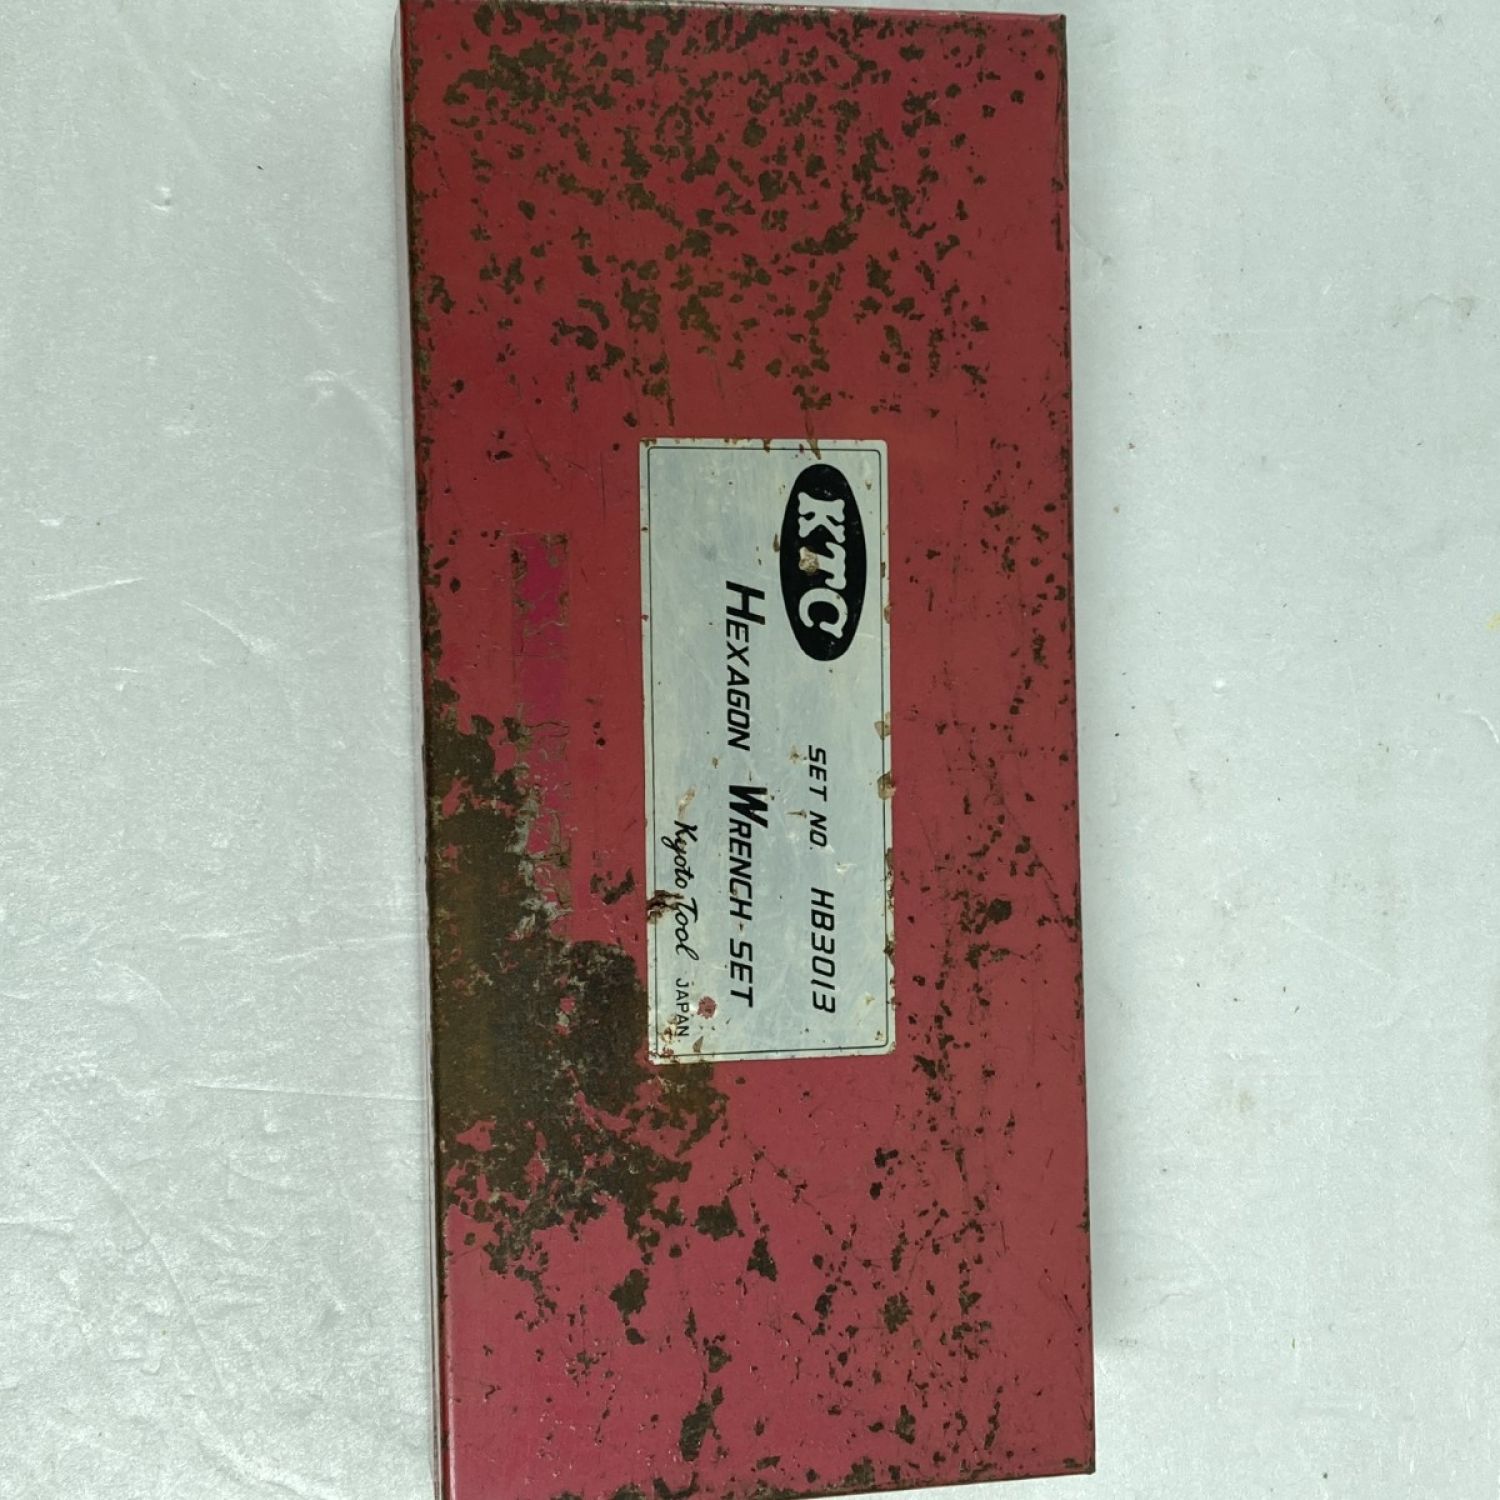 KTC
SET NO. HB3013
HEXAGON WRENCH-SET
Kyoto Tool JAPAN